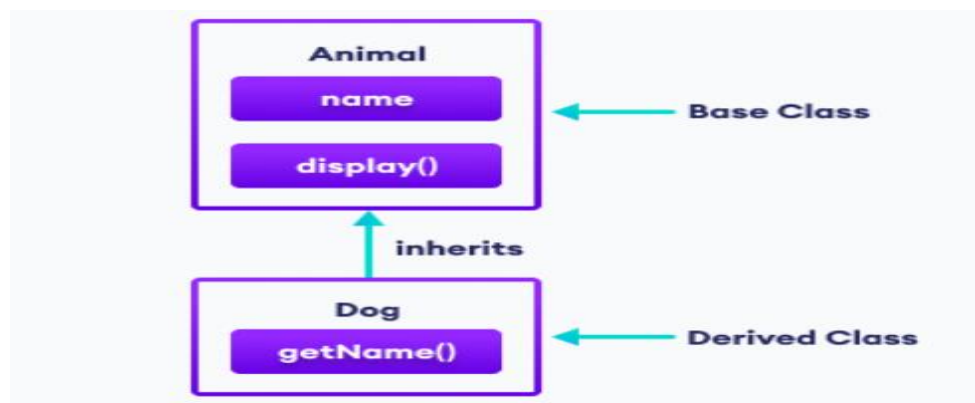 Animal
name
Base Class
display()
inherits
Dog
getName()
Derived Class